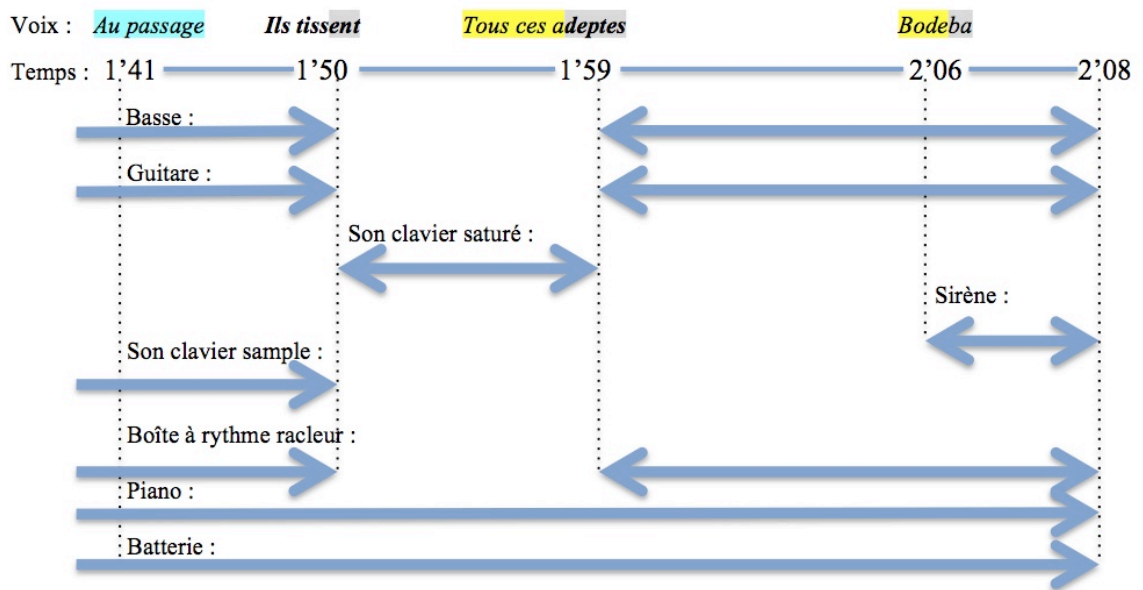 Voix : Au passage Ils tissent Tous ces adeptes Bodeba
Temps : 1’41 1’50 1’59 2’06 2’08
Basse :
Guitare :
Son clavier saturé :
Sirène :
Son clavier sample :
Boîte à rythme racleur :
Piano :
Batterie :